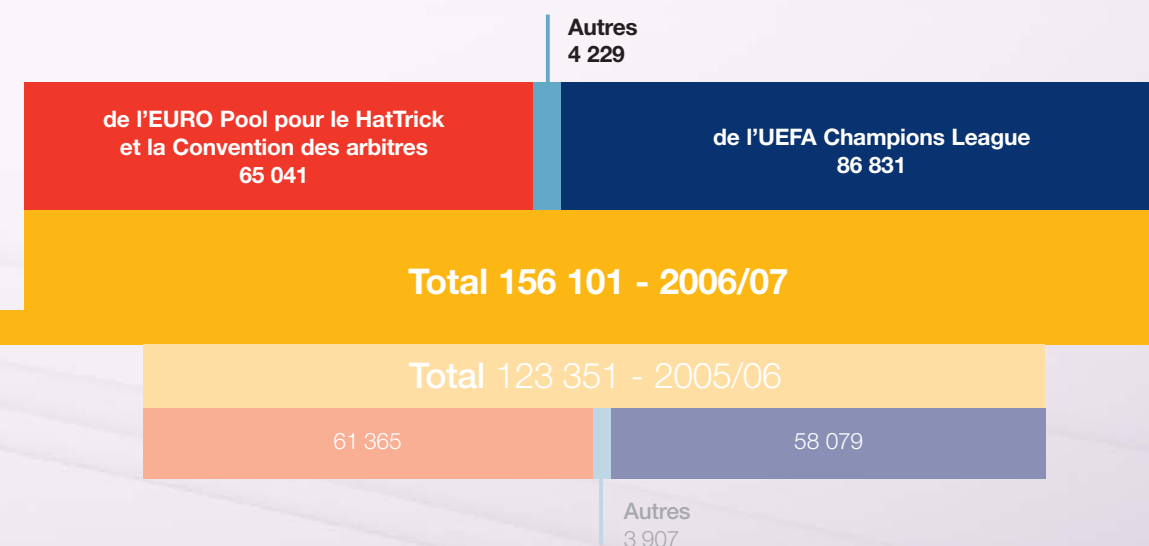 Autres
4 229
de l'EURO Pool pour le HatTrick
et la Convention des arbitres
65 041
de l'UEFA Champions League
86 831
Total 156 101 - 2006/07
Total 123 351 - 2005/06
61 365
58 079
Autres
3 907